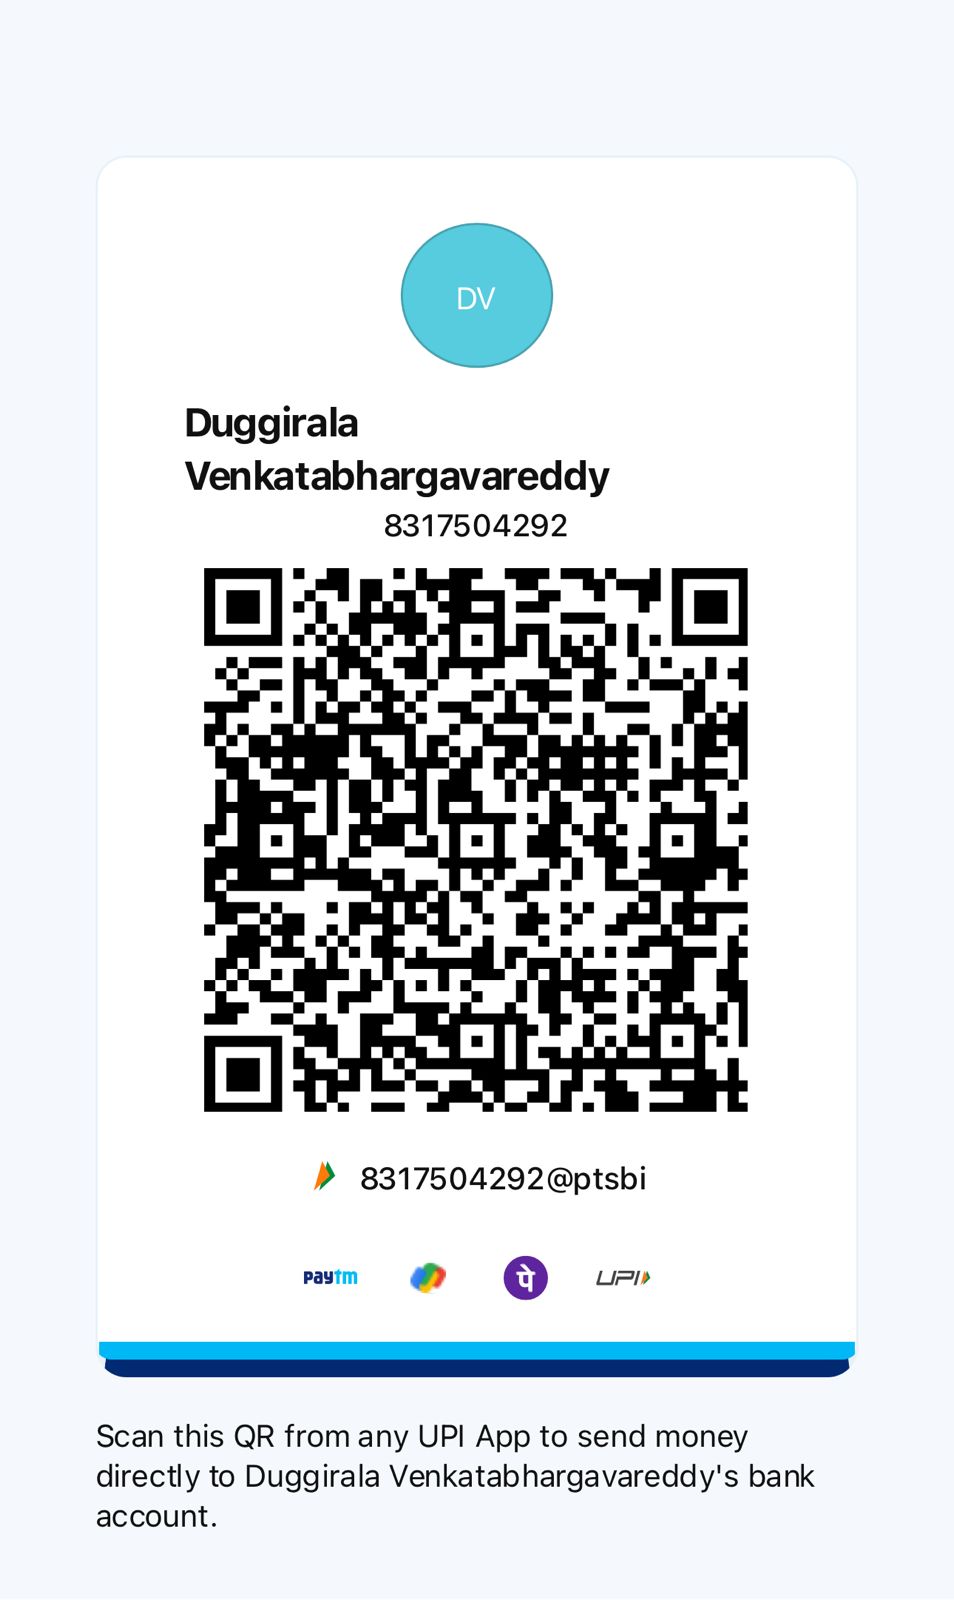 DV
Duggirala
Venkatabhargavareddy
8317504292
8317504292@ptsbi
paytm
पे
UPI
Scan this QR from any UPI App to send money
directly to Duggirala Venkatabhargavareddy's bank
account.